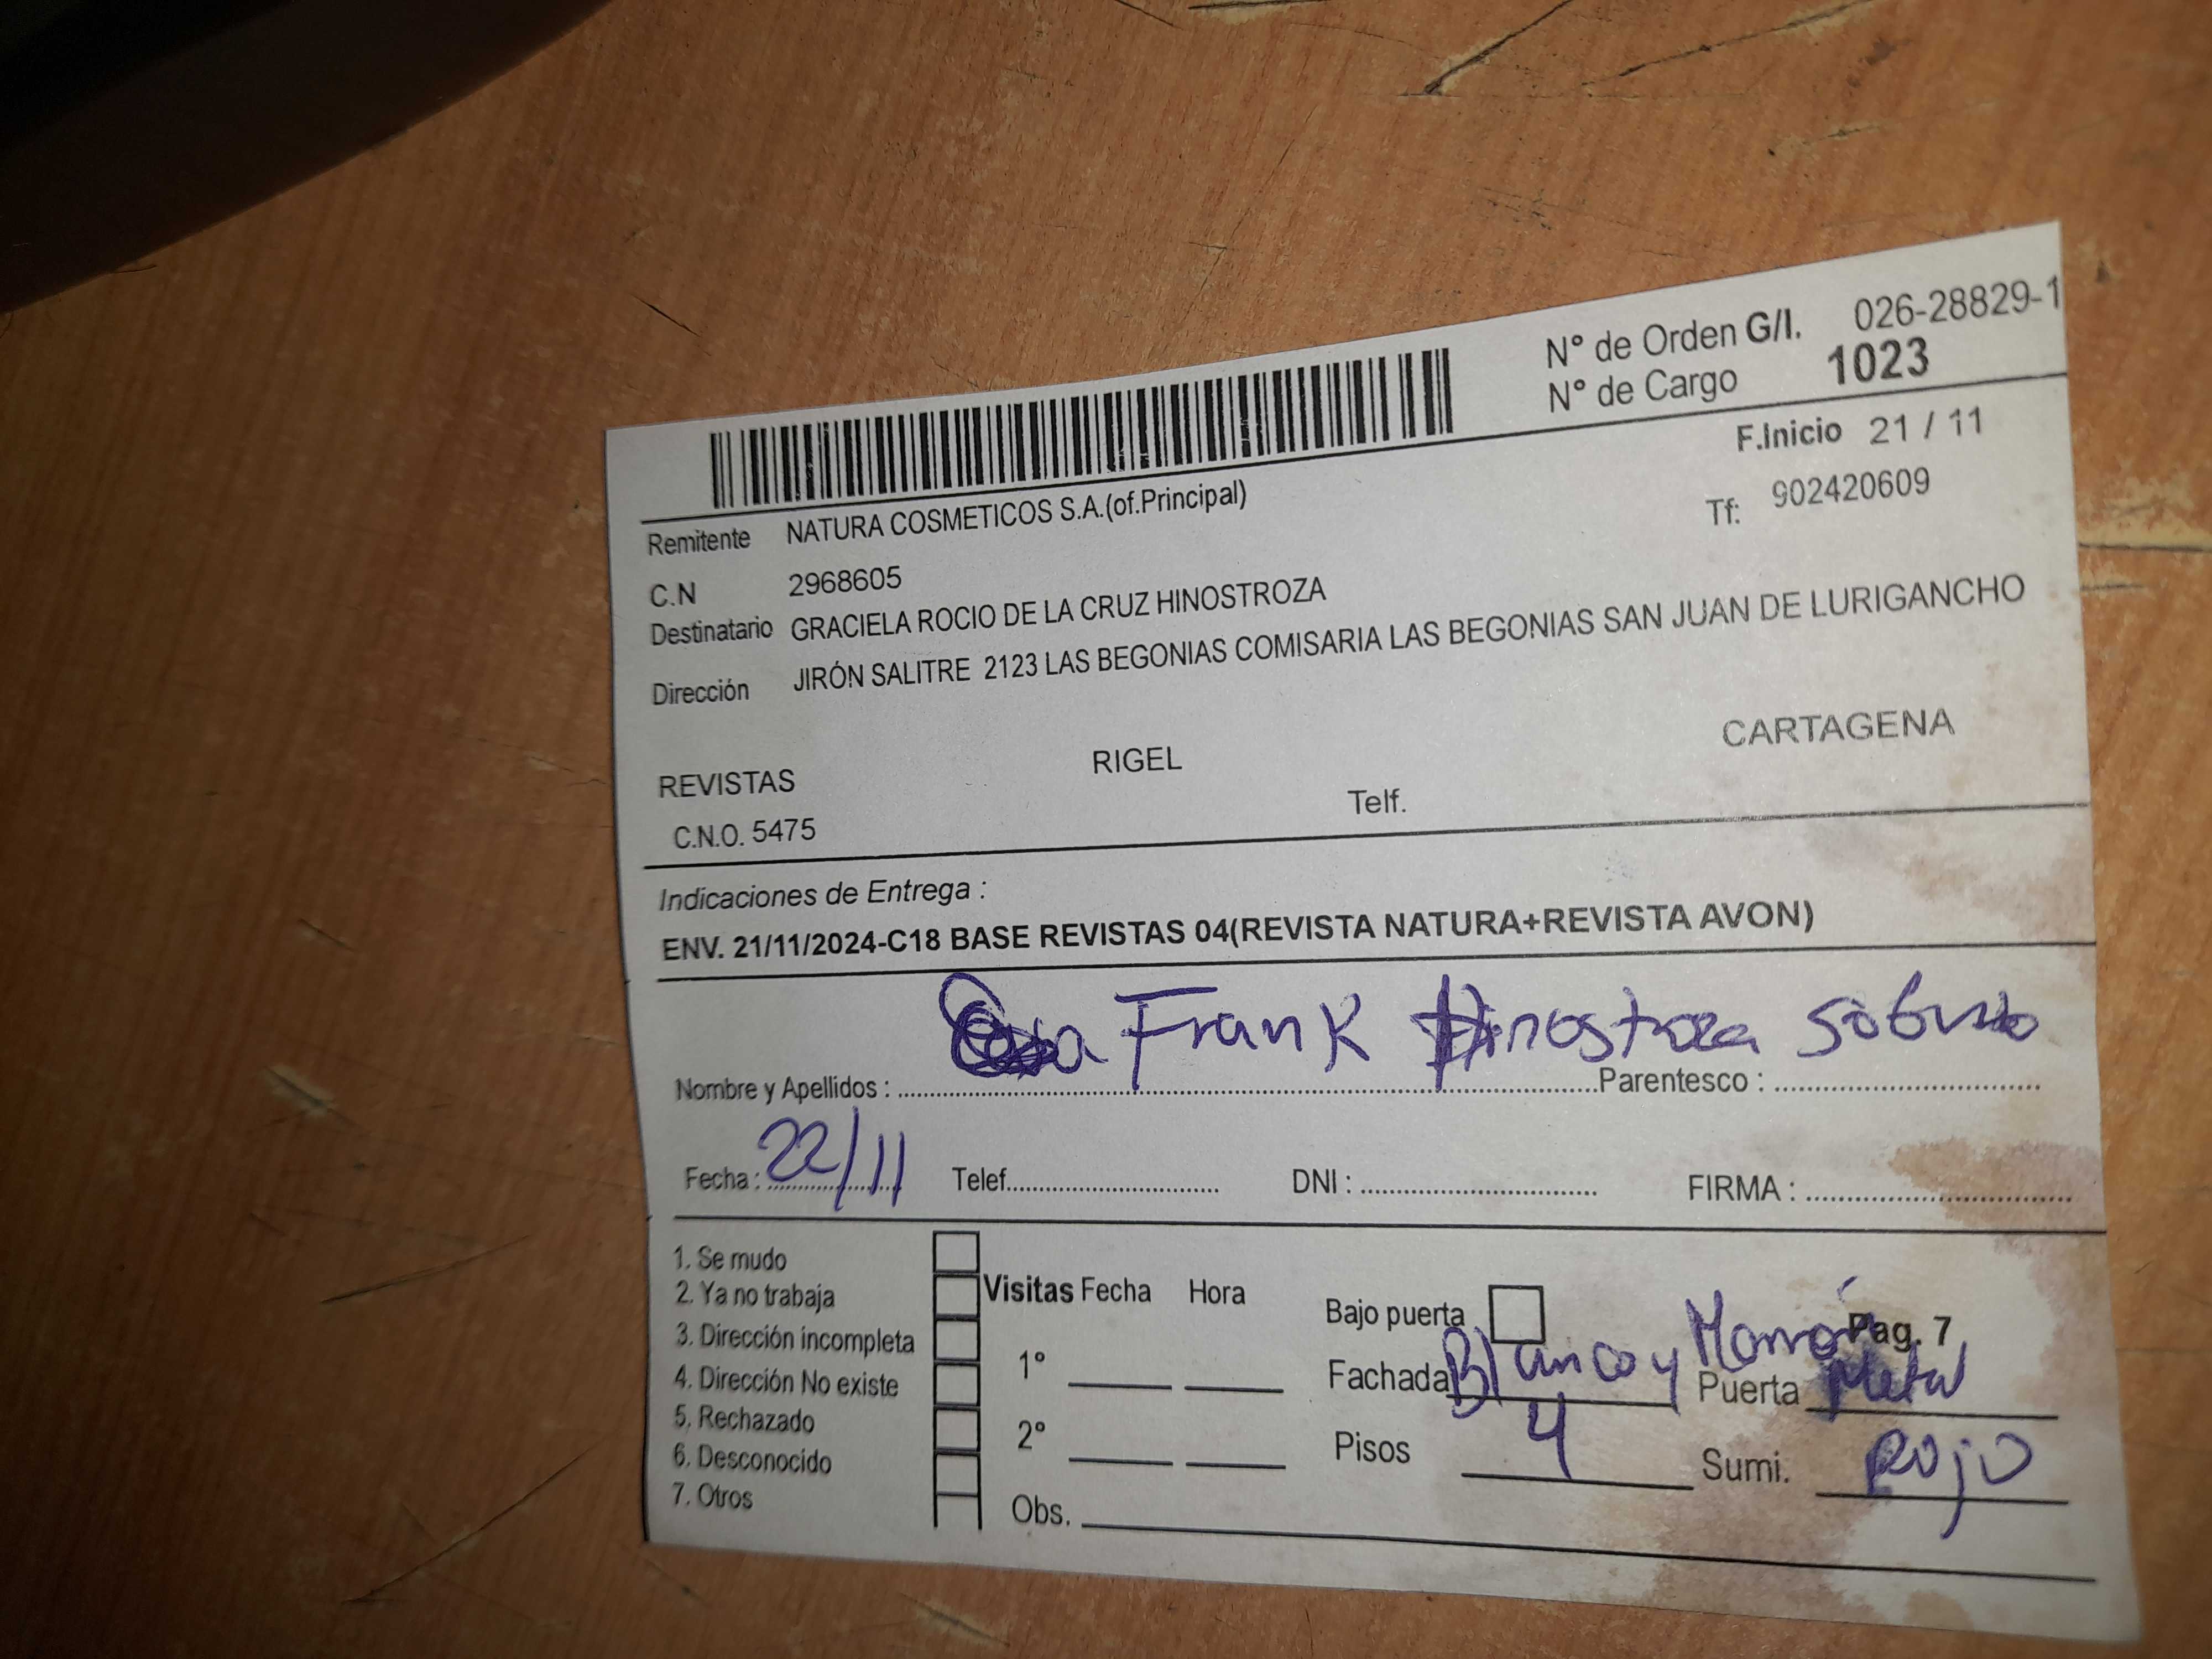 N° de Orden G/I. 026-28829-1
N° de Cargo 1023
F.Inicio 21 / 11
Remitente NATURA COSMETICOS S.A.(of.Principal)
Tf: 902420609
C.N 2968605
Destinatario GRACIELA ROCIO DE LA CRUZ HINOSTROZA
Dirección JIRÓN SALITRE 2123 LAS BEGONIAS COMISARIA LAS BEGONIAS SAN JUAN DE LURIGANCHO
REVISTAS RIGEL CARTAGENA
C.N.O. 5475 Telf.
Indicaciones de Entrega :
ENV. 21/11/2024-C18 BASE REVISTAS 04(REVISTA NATURA+REVISTA AVON)
Frank Hinostroza
Nombre y Apellidos : Parentesco :
Fecha : 22/11 Telef. DNI : FIRMA :
1. Se mudo
2. Ya no trabaja
3. Dirección incompleta
4. Dirección No existe
5. Rechazado
6. Desconocido
7. Otros
Visitas Fecha Hora
1°
2°
Obs.
Bajo puerta Pag. 7
Fachada Blanco y Marrón Puerta Metal
Pisos 4 Sumi. Rojo